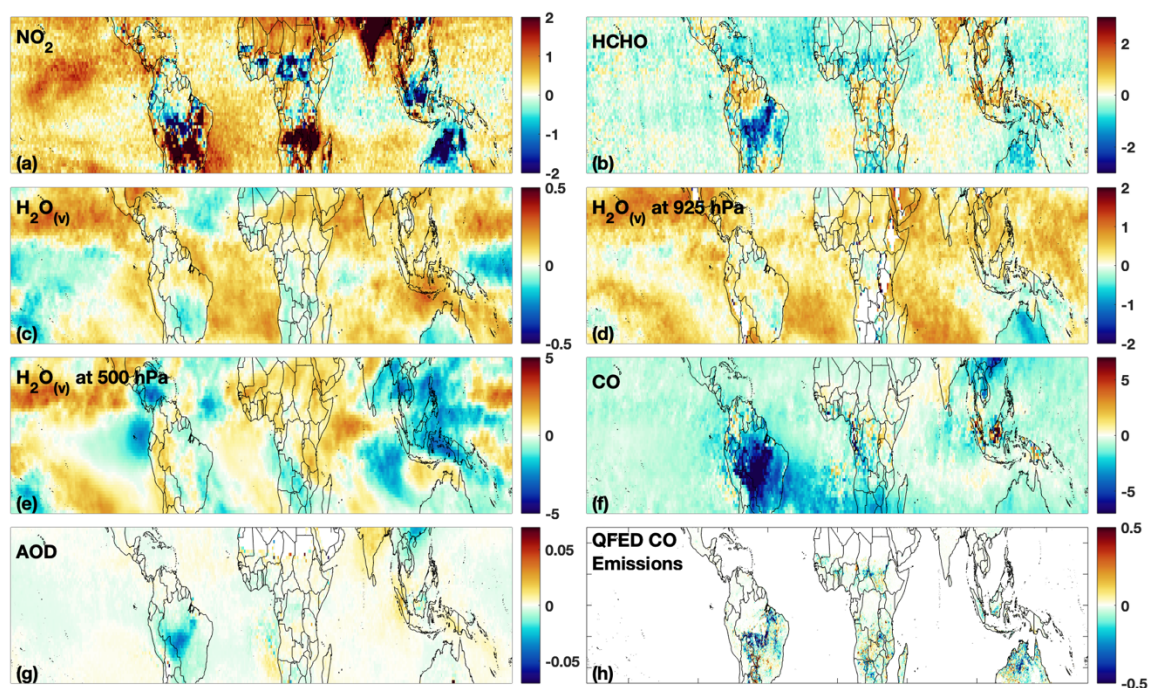 NO2
(a)
2
1
0
-1
-2
HCHO
(b)
2
0
-2
H2O(v)
(c)
0.5
0
-0.5
H2O(v) at 925 hPa
(d)
2
1
0
-1
-2
H2O(v) at 500 hPa
(e)
5
0
-5
CO
(f)
5
0
-5
AOD
(g)
0.05
0
-0.05
QFED CO
Emissions
(h)
0.5
0
-0.5